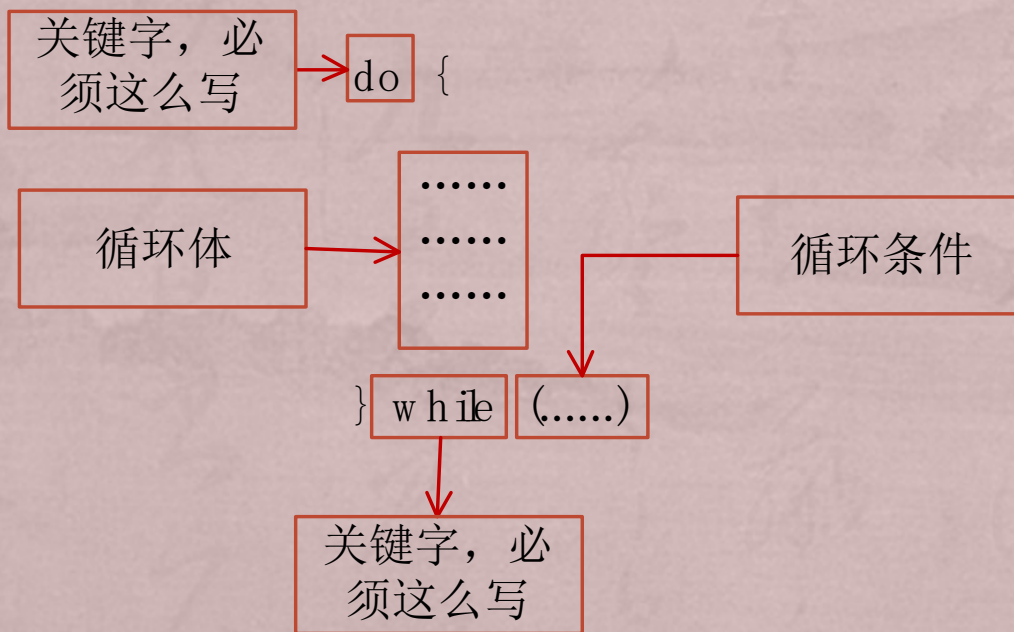 关键字，必
须这么写
do {
……
循环体
……
循环条件
……
} while (……)
关键字，必
须这么写